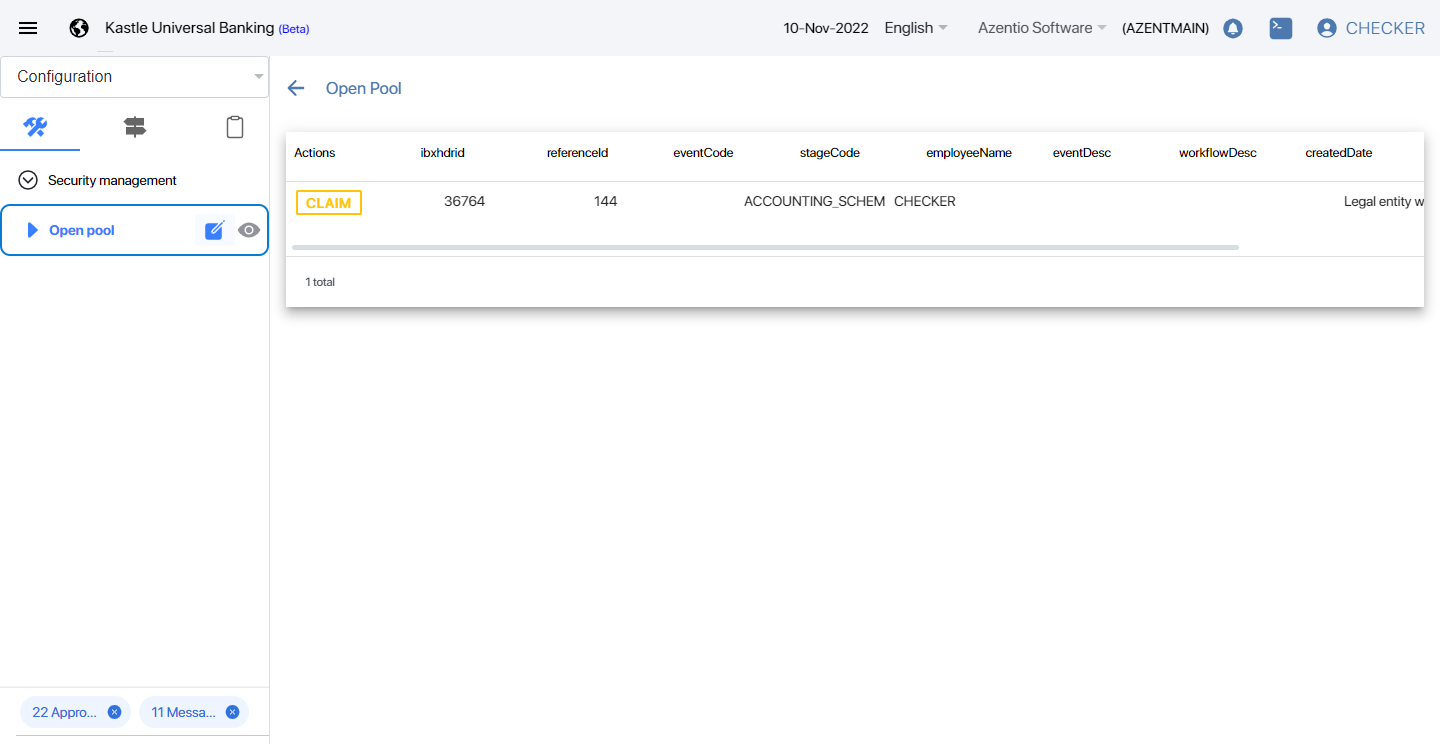 Kastle Universal Banking (Beta) 10-Nov-2022 English Azentio Software (AZENTMAIN) CHECKER
Configuration
Open Pool
Security management
Open pool
Actions ibxhdrid referenceId eventCode stageCode employeeName eventDesc workflowDesc createdDate
CLAIM 36764 144 ACCOUNTING_SCHEM CHECKER Legal entity w
1 total
22 Appro... 11 Messa...